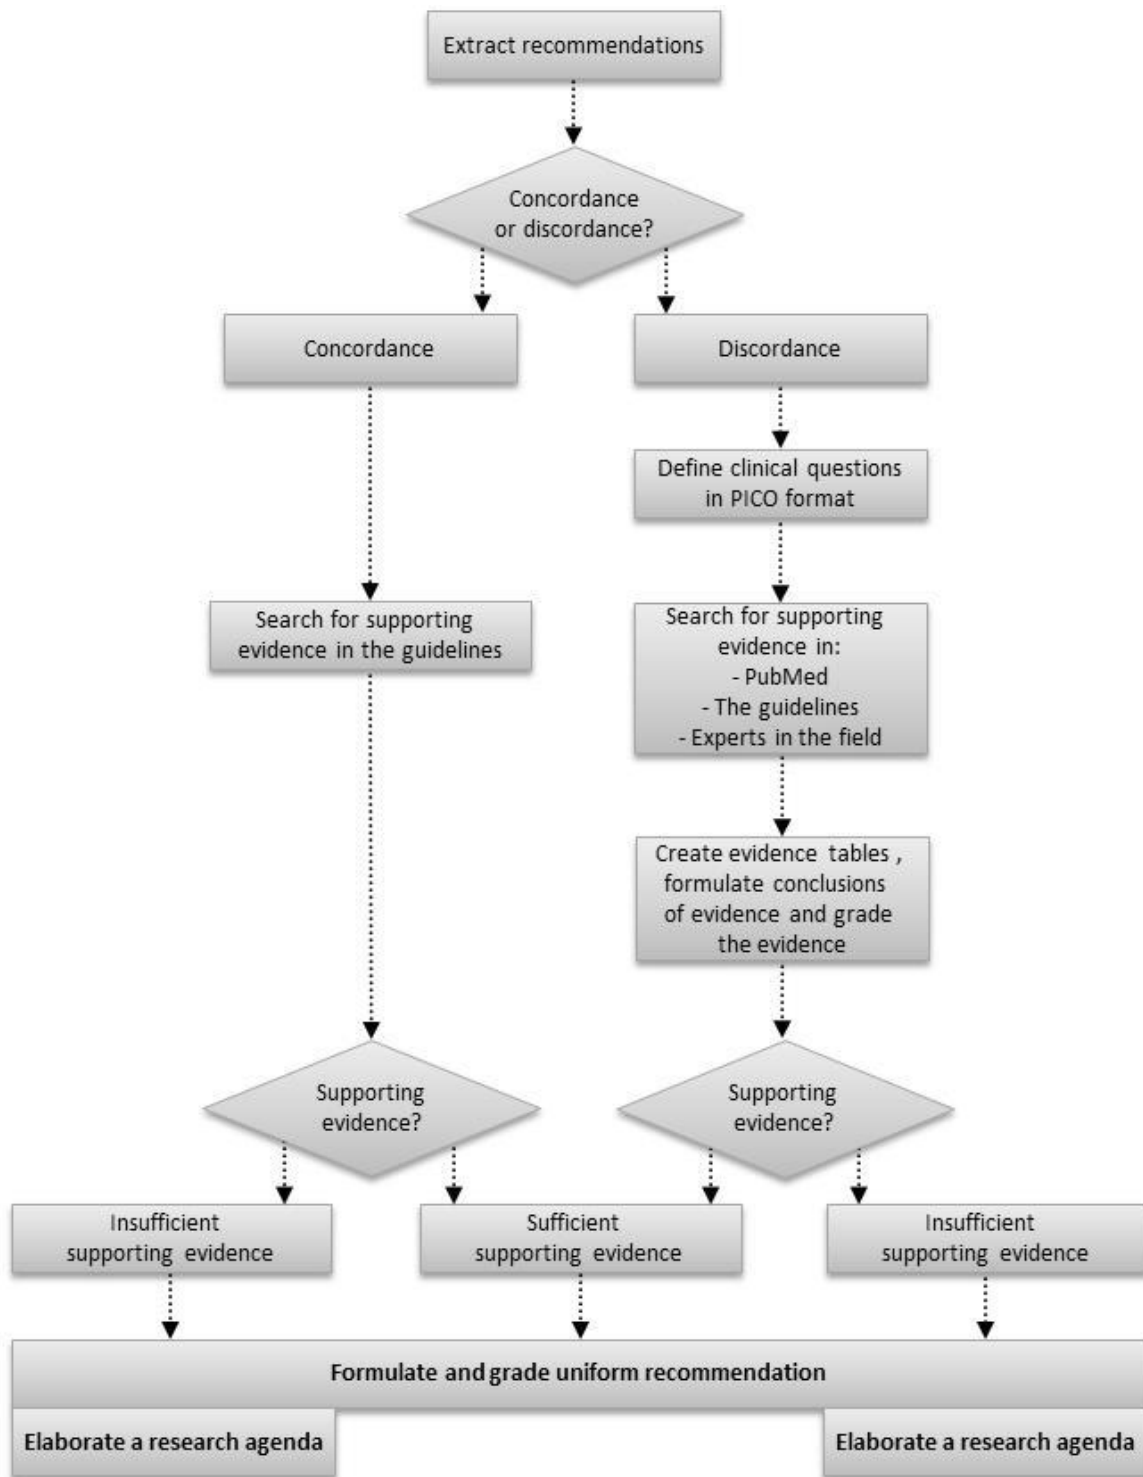 Extract recommendations
Concordance
or discordance?
Concordance
Discordance
Define clinical questions
in PICO format
Search for supporting
evidence in the guidelines
Search for supporting
evidence in:
- PubMed
- The guidelines
- Experts in the field
Create evidence tables ,
formulate conclusions
of evidence and grade
the evidence
Supporting
evidence?
Supporting
evidence?
Insufficient
supporting evidence
Sufficient
supporting evidence
Insufficient
supporting evidence
Formulate and grade uniform recommendation
Elaborate a research agenda
Elaborate a research agenda